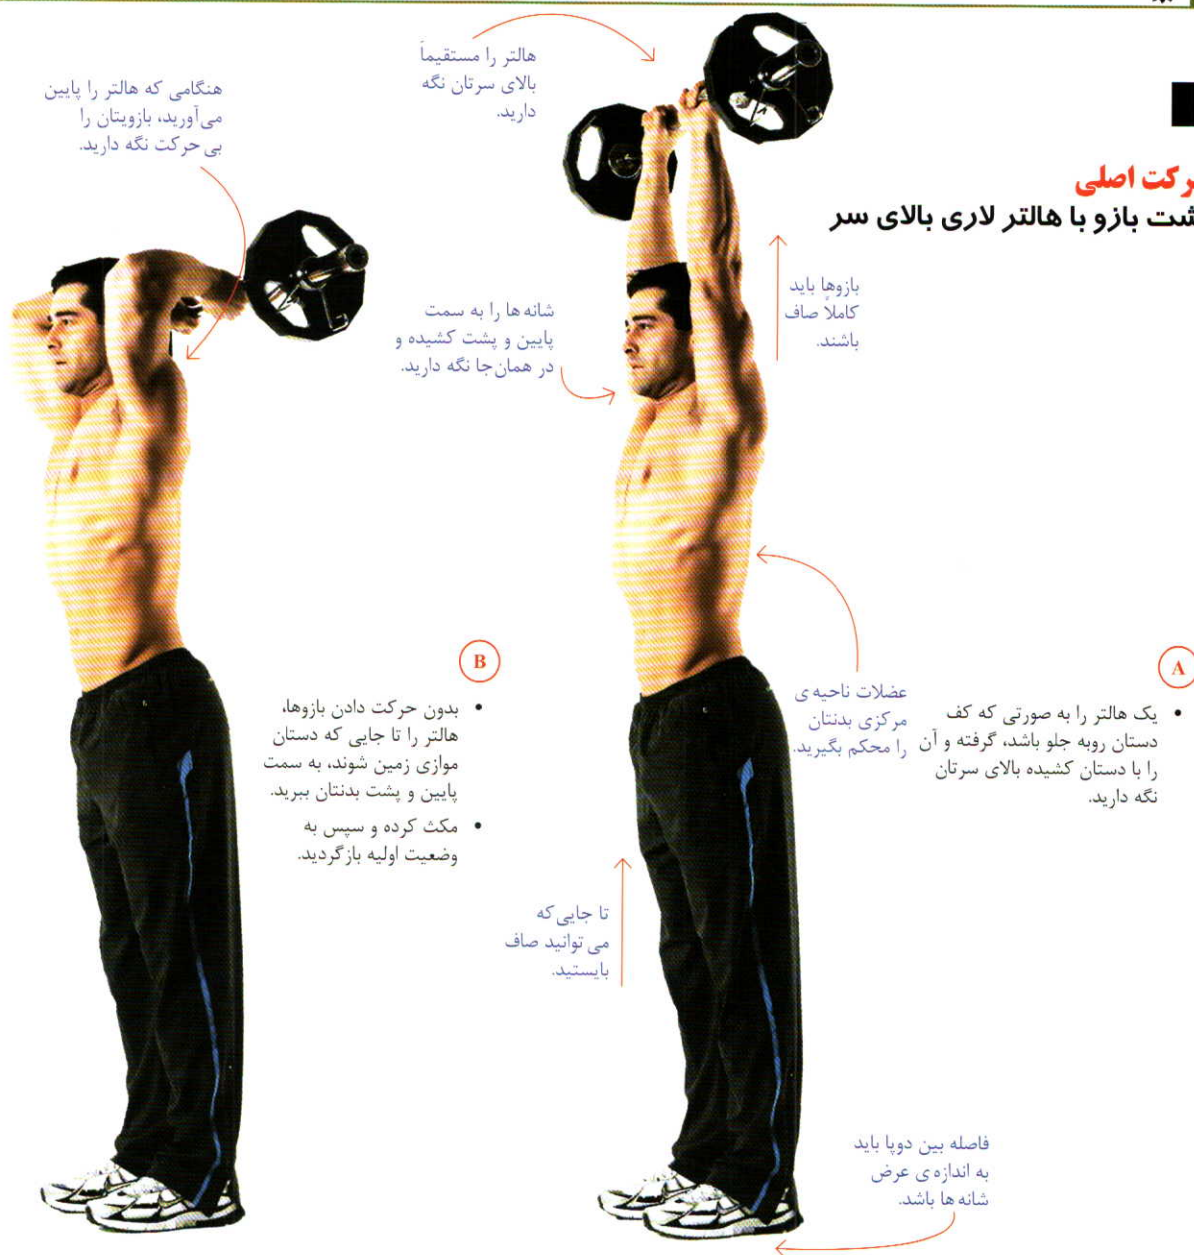 اصلی
بازو با هالتر لاری بالای سر
هالتر را مستقیماً
بالای سرتان نگه
دارید.
هنگامی که هالتر را پایین
می‌آورید، بازویتان را
بی حرکت نگه دارید.
بازوها باید
کاملاً صاف
باشند.
شانه ها را به سمت
پایین و پشت کشیده و
در همان‌جا نگه دارید.
عضلات ناحیه ی
مرکزی بدنتان
را محکم بگیرید.
A
• یک هالتر را به صورتی که کف
دستان روبه جلو باشد، گرفته و آن
را با دستان کشیده بالای سرتان
نگه دارید.
B
• بدون حرکت دادن بازوها،
هالتر را تا جایی که دستان
موازی زمین شوند، به سمت
پایین و پشت بدنتان ببرید.
• مکث کرده و سپس به
وضعیت اولیه بازگردید.
تا جایی که
می توانید صاف
بایستید.
فاصله بین دوپا باید
به اندازه ی عرض
شانه ها باشد.